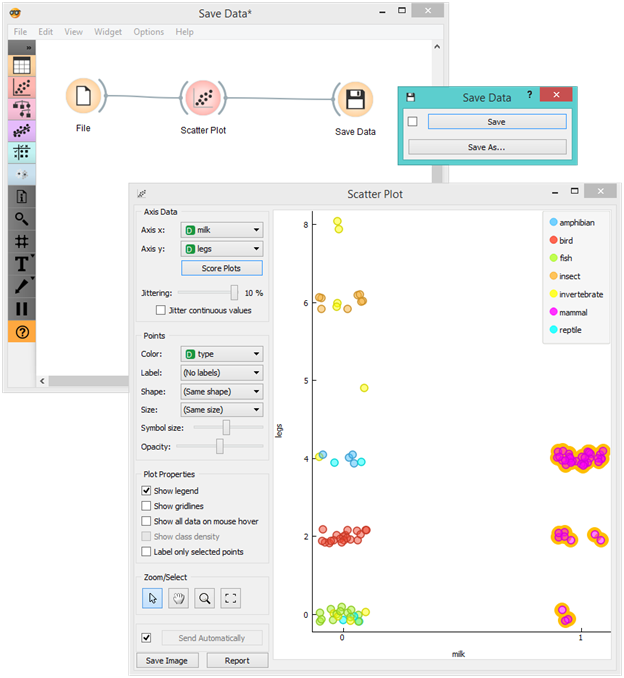 Save Data*
File Edit View Widget Options Help
File
Scatter Plot
Save Data
Save Data
?
Save
Save As...
Scatter Plot
Axis Data
Axis x: D milk
Axis y: D legs
Score Plots
Jittering: 10 %
Jitter continuous values
Points
Color: D type
Label: (No labels)
Shape: (Same shape)
Size: (Same size)
Symbol size:
Opacity:
Plot Properties
Show legend
Show gridlines
Show all data on mouse hover
Show class density
Label only selected points
Zoom/Select
Send Automatically
Save Image Report
8
6
5
4
2
0
legs
0 1
milk
amphibian
bird
fish
insect
invertebrate
mammal
reptile